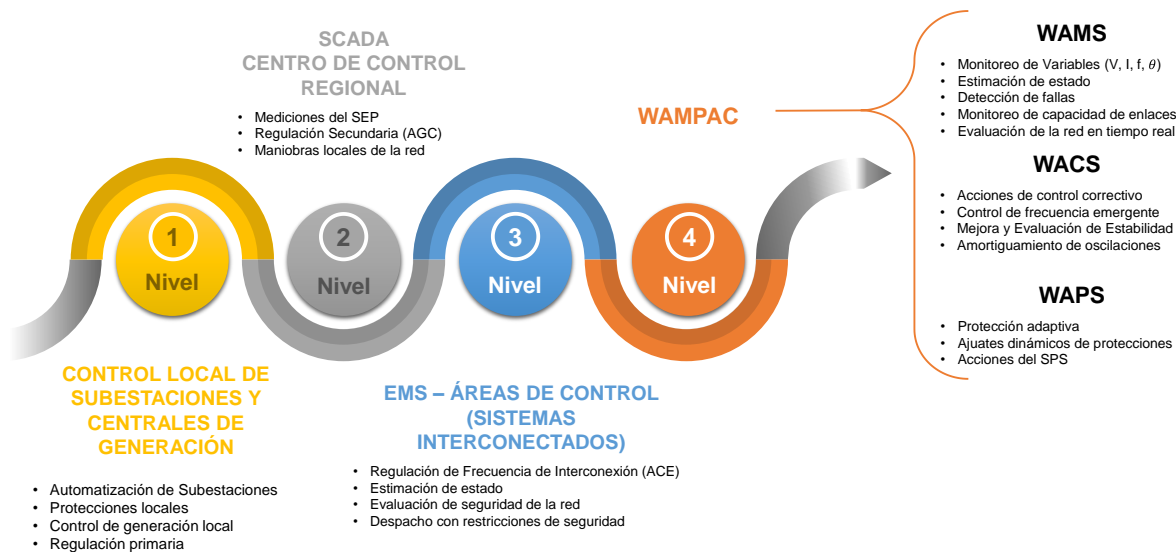 SCADA
CENTRO DE CONTROL
REGIONAL
• Mediciones del SEP
• Regulación Secundaria (AGC)
• Maniobras locales de la red
WAMPAC
WAMS
• Monitoreo de Variables (V, I, f, θ)
• Estimación de estado
• Detección de fallas
• Monitoreo de capacidad de enlaces
• Evaluación de la red en tiempo real
WACS
• Acciones de control correctivo
• Control de frecuencia emergente
• Mejora y Evaluación de Estabilidad
• Amortiguamiento de oscilaciones
WAPS
• Protección adaptiva
• Ajuates dinámicos de protecciones
• Acciones del SPS
1
Nivel
2
Nivel
3
Nivel
4
Nivel
CONTROL LOCAL DE
SUBESTACIONES Y
CENTRALES DE
GENERACIÓN
• Automatización de Subestaciones
• Protecciones locales
• Control de generación local
• Regulación primaria
EMS – ÁREAS DE CONTROL
(SISTEMAS
INTERCONECTADOS)
• Regulación de Frecuencia de Interconexión (ACE)
• Estimación de estado
• Evaluación de seguridad de la red
• Despacho con restricciones de seguridad